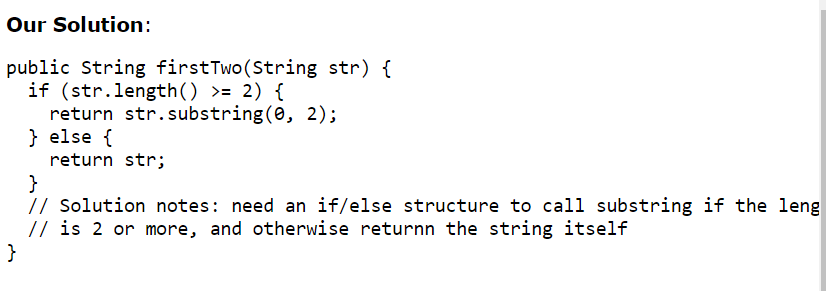 Our Solution:
public String firstTwo(String str) {
  if (str.length() >= 2) {
    return str.substring(0, 2);
  } else {
    return str;
  }
  // Solution notes: need an if/else structure to call substring if the leng
  // is 2 or more, and otherwise returnn the string itself
}